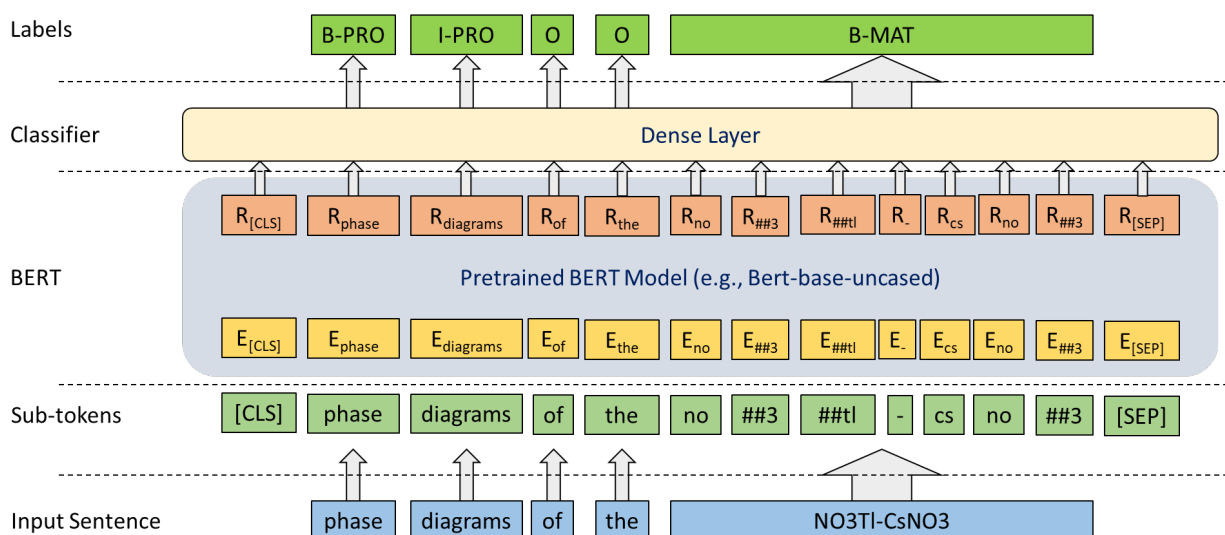 Labels B-PRO I-PRO O O B-MAT
Classifier Dense Layer
R[CLS] Rphase Rdiagrams Rof Rthe Rno R##3 R##tl R- Rcs Rno R##3 R[SEP]
BERT Pretrained BERT Model (e.g., Bert-base-uncased)
E[CLS] Ephase Ediagrams Eof Ethe Eno E##3 E##tl E- Ecs Eno E##3 E[SEP]
Sub-tokens [CLS] phase diagrams of the no ##3 ##tl - cs no ##3 [SEP]
Input Sentence phase diagrams of the NO3Tl-CsNO3